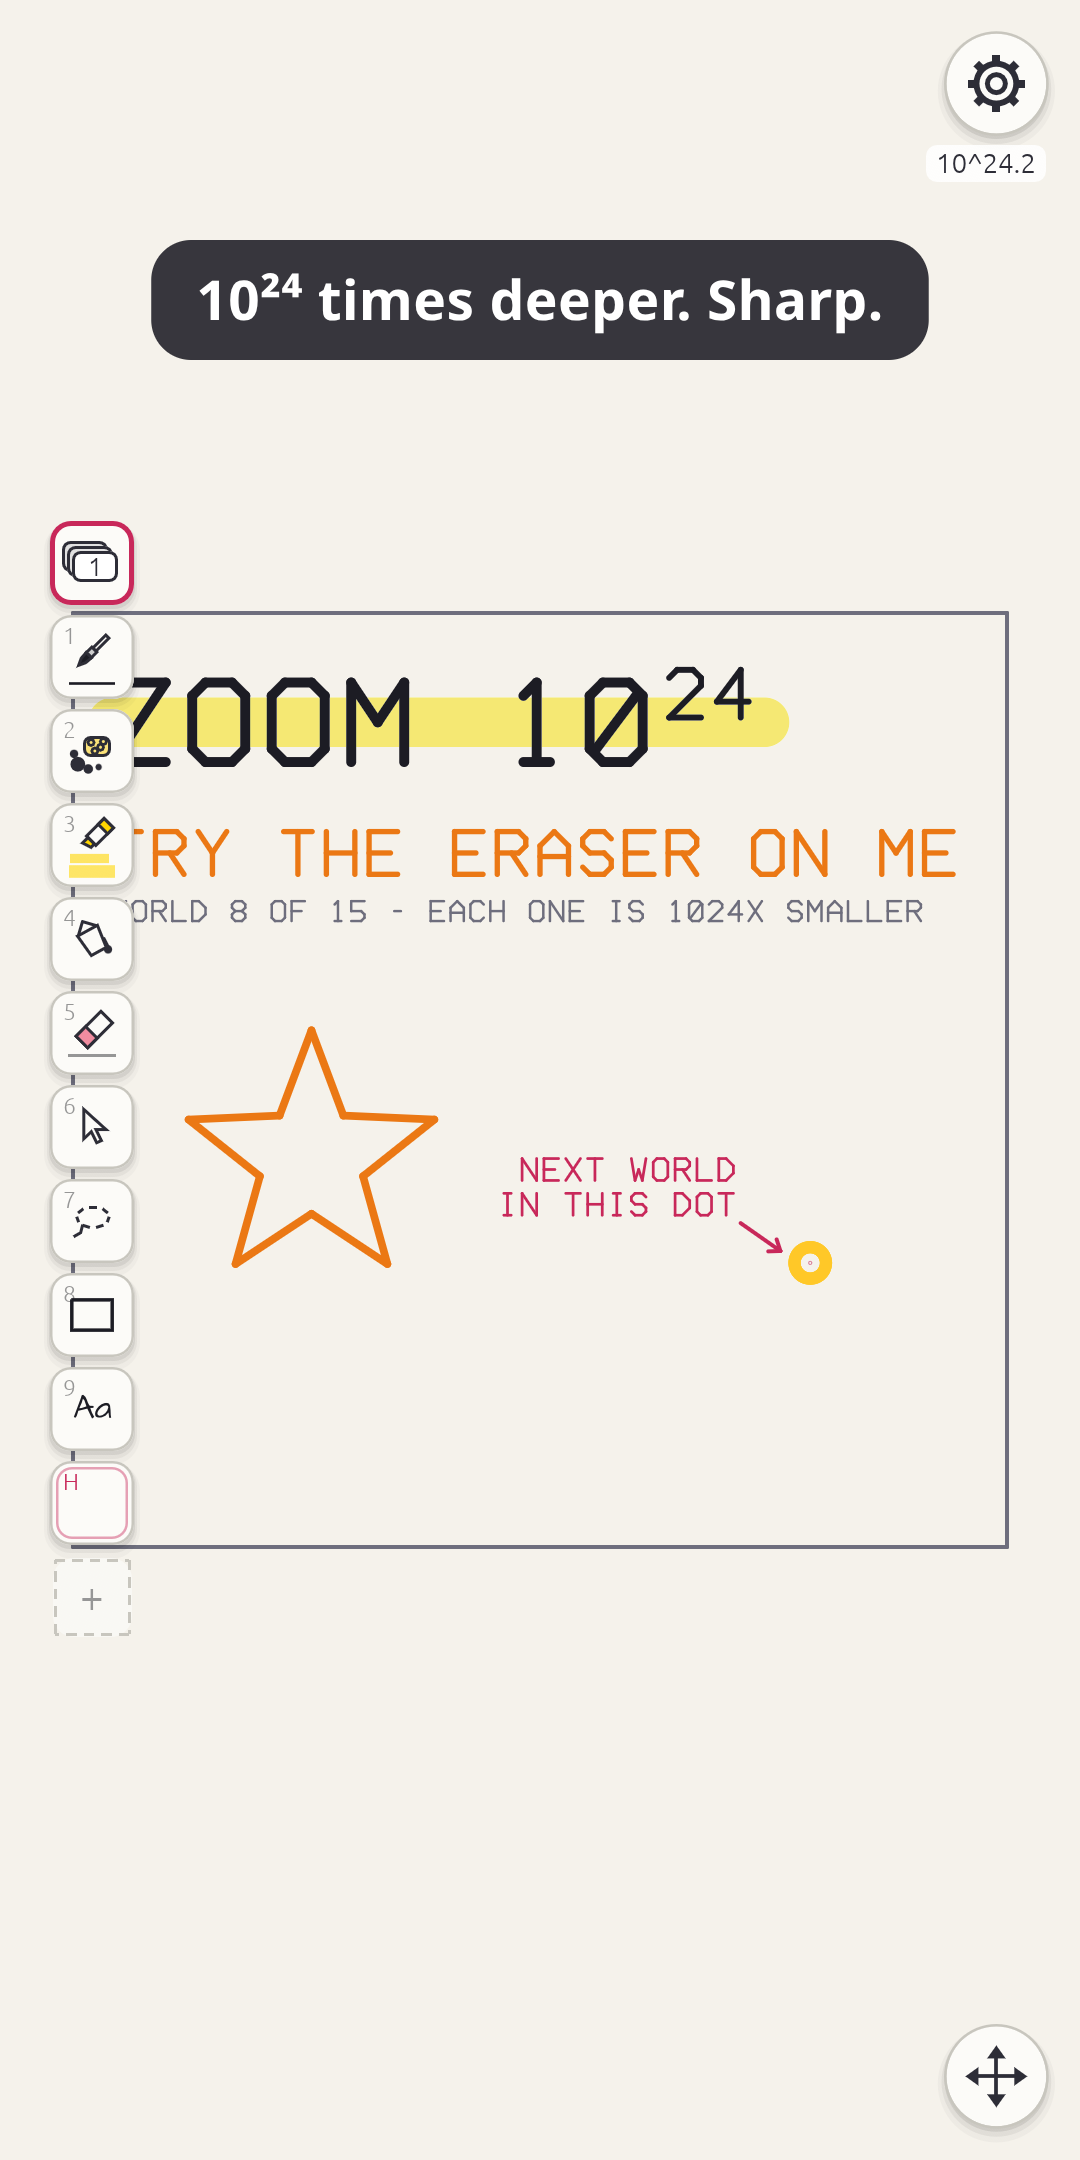 10^24.2
10²⁴ times deeper. Sharp.
1
1
ZOOM 10²⁴
2
TRY THE ERASER ON ME
3
WORLD 8 OF 15 - EACH ONE IS 1024X SMALLER
4
5
6
NEXT WORLD
IN THIS DOT
7
8
9
Aa
H
+